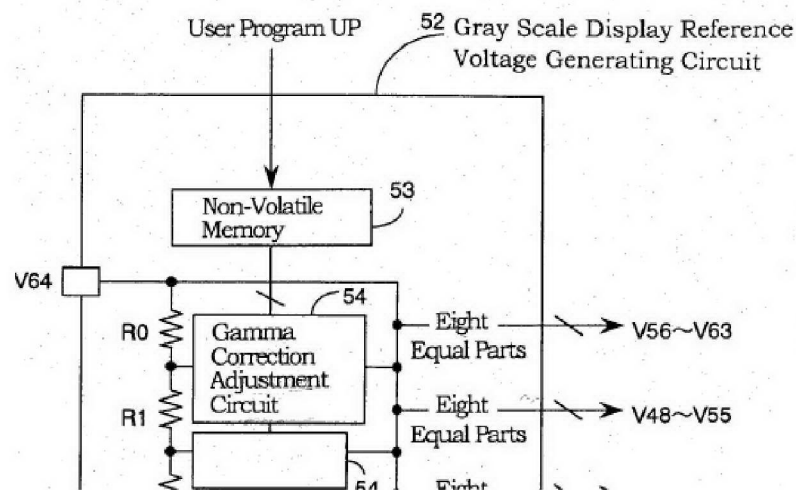 User Program UP
52 Gray Scale Display Reference
Voltage Generating Circuit
53
Non-Volatile
Memory
V64
54
R0
Gamma
Correction
Adjustment
Circuit
Eight
Equal Parts
V56~V63
R1
Eight
Equal Parts
V48~V55
54
Eight